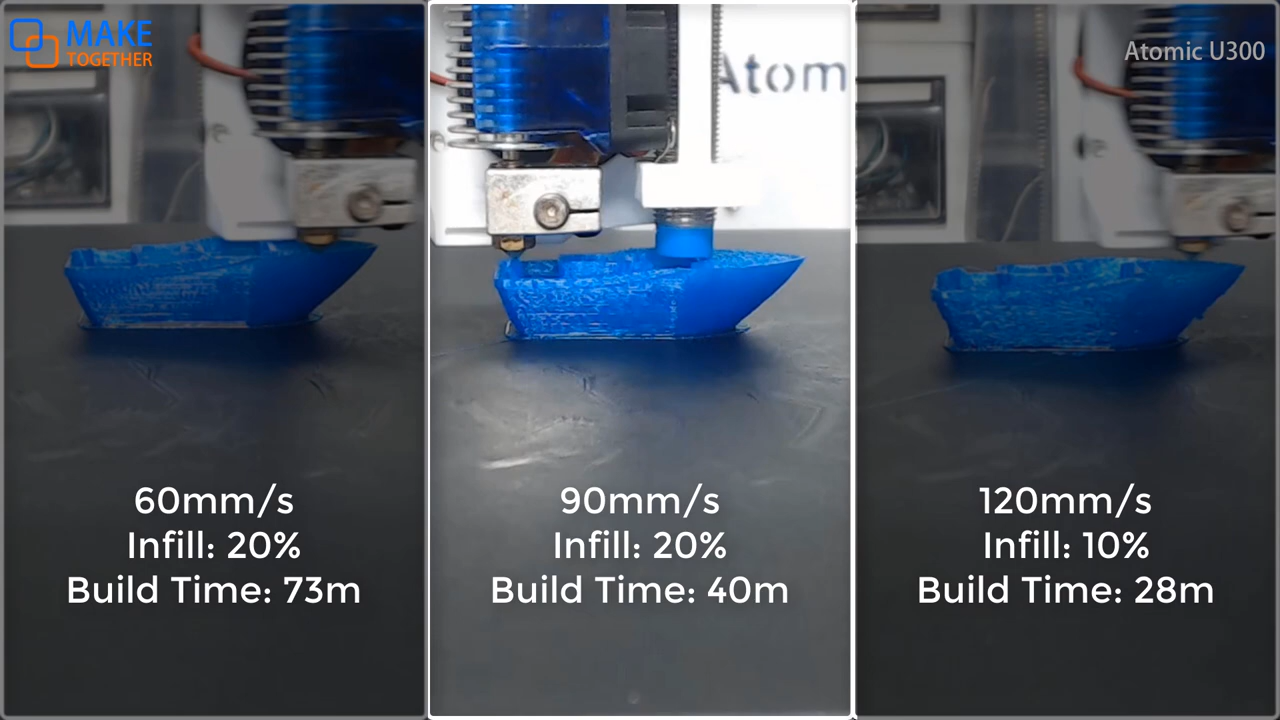 MAKE
TOGETHER
Atomic U300
Atom
60mm/s
Infill: 20%
Build Time: 73m
90mm/s
Infill: 20%
Build Time: 40m
120mm/s
Infill: 10%
Build Time: 28m